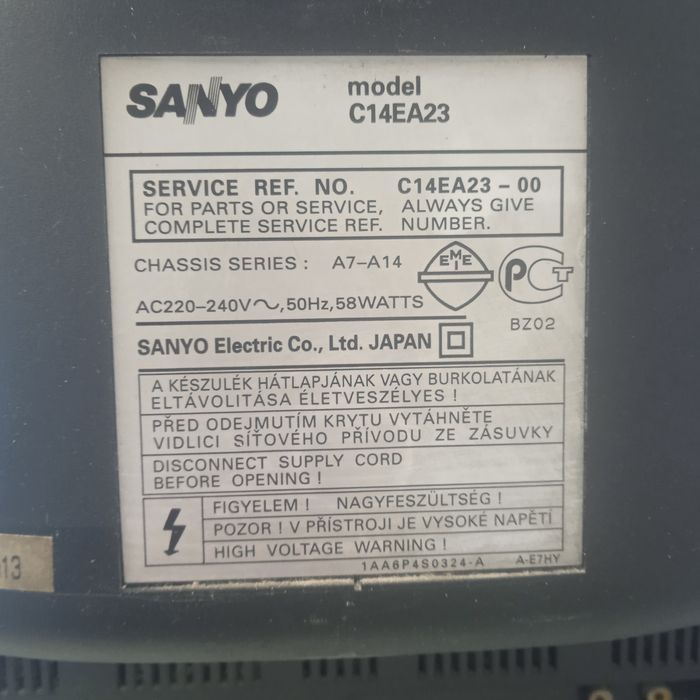 SANYO
model
C14EA23
SERVICE REF. NO. C14EA23-00
FOR PARTS OR SERVICE, ALWAYS GIVE
COMPLETE SERVICE REF. NUMBER.
CHASSIS SERIES : A7-A14
EMEI
PCT
AC220-240V~,50Hz,58WATTS
BZ02
SANYO Electric Co., Ltd. JAPAN
A KÉSZULÉK HÁTLAPJÁNAK VAGY BURKOLATÁNAK
ELTÁVOLITÁSA ÉLETVESZÉLYES !
PŘED ODEJMUTÍM KRYTU VYTÁHNĚTE
VIDLICI SÍŤOVÉHO PŘÍVODU ZE ZÁSUVKY
DISCONNECT SUPPLY CORD
BEFORE OPENING !
FIGYELEM ! NAGYFESZÜLTSÉG !
POZOR ! V PŘÍSTROJI JE VYSOKÉ NAPĚTÍ
HIGH VOLTAGE WARNING !
1AA6P4S0324-A A-E7HY
13